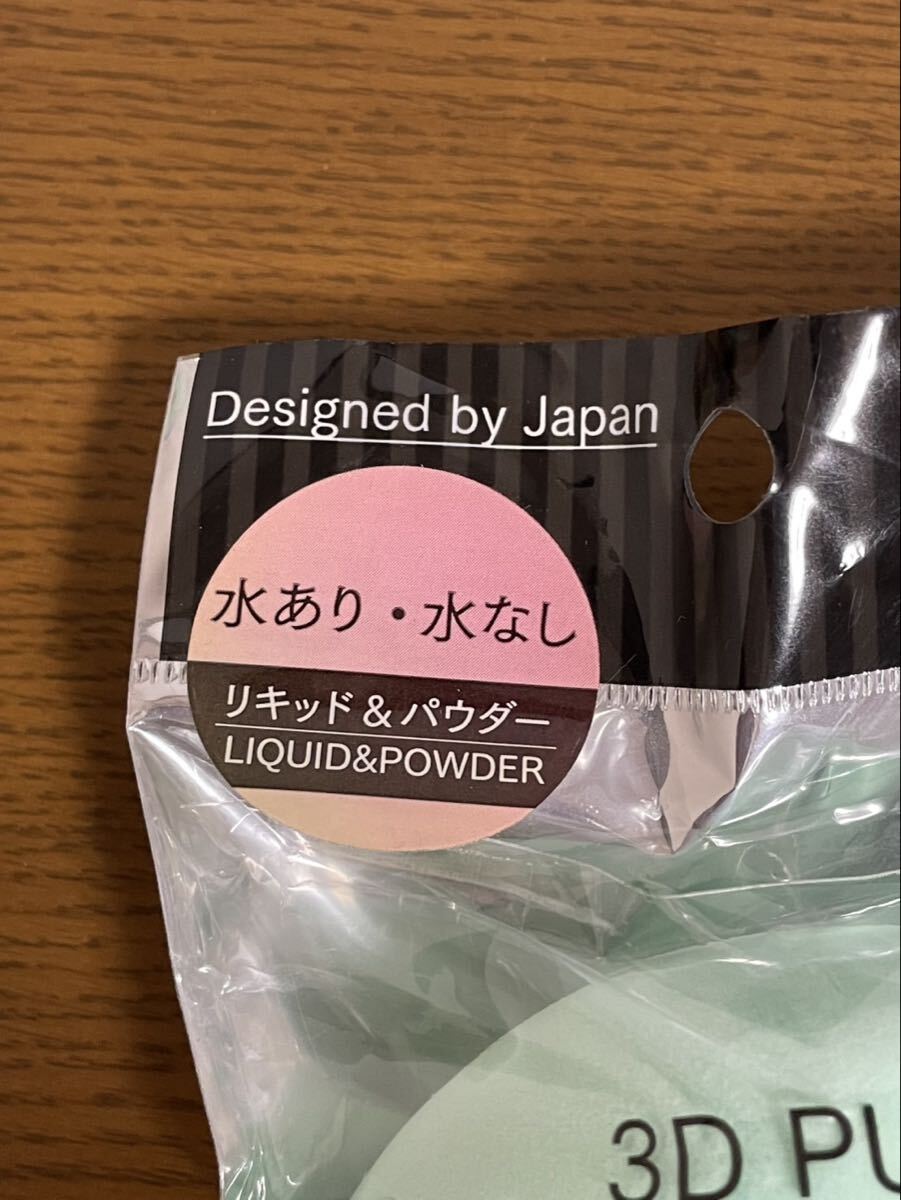 Designed by Japan
水あり・水なし
リキッド&パウダー
LIQUID&POWDER
3D